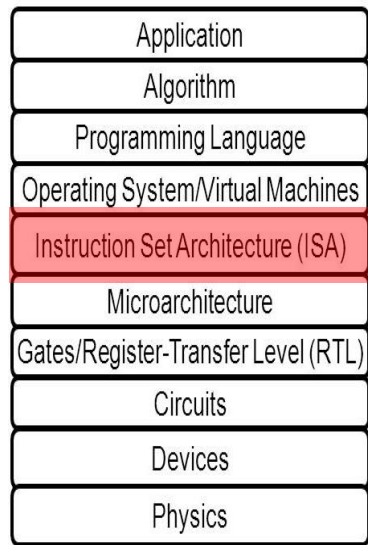 Application
Algorithm
Programming Language
Operating System/Virtual Machines
Instruction Set Architecture (ISA)
Microarchitecture
Gates/Register-Transfer Level (RTL)
Circuits
Devices
Physics